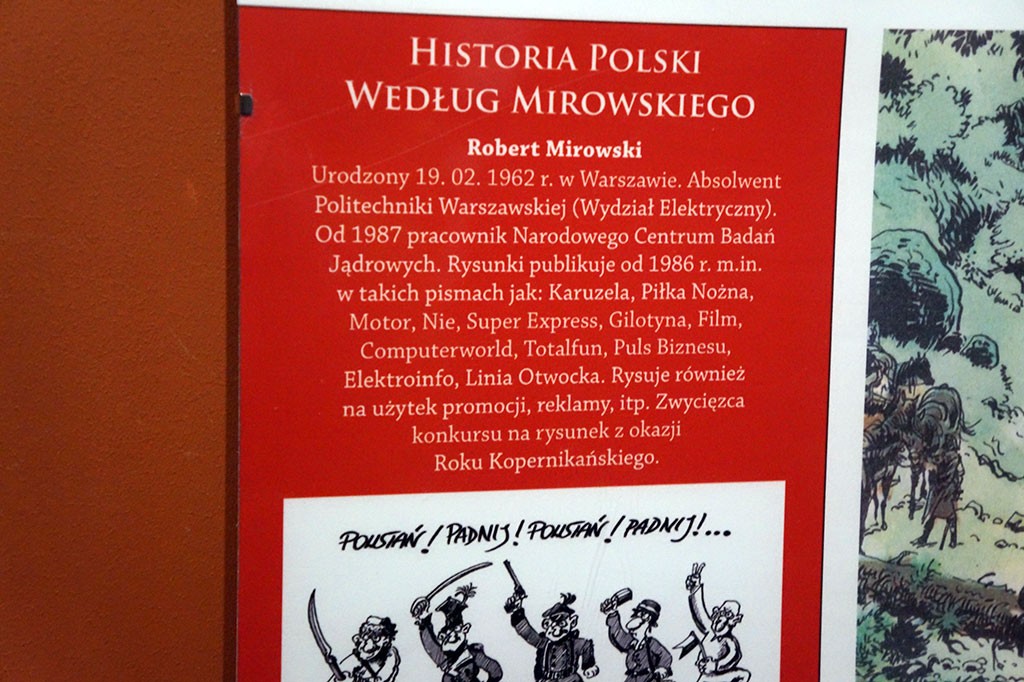 HISTORIA POLSKI
WEDŁUG MIROWSKIEGO
Robert Mirowski
Urodzony 19. 02. 1962 r. w Warszawie. Absolwent
Politechniki Warszawskiej (Wydział Elektryczny).
Od 1987 pracownik Narodowego Centrum Badań
Jądrowych. Rysunki publikuje od 1986 r. m.in.
w takich pismach jak: Karuzela, Piłka Nożna,
Motor, Nie, Super Express, Gilotyna, Film,
Computerworld, Totalfun, Puls Biznesu,
Elektroinfo, Linia Otwocka. Rysuje również
na użytek promocji, reklamy, itp. Zwycięzca
konkursu na rysunek z okazji
Roku Kopernikańskiego.
POWSTAŃ! PADNIJ! POWSTAŃ! PADNIJ!...